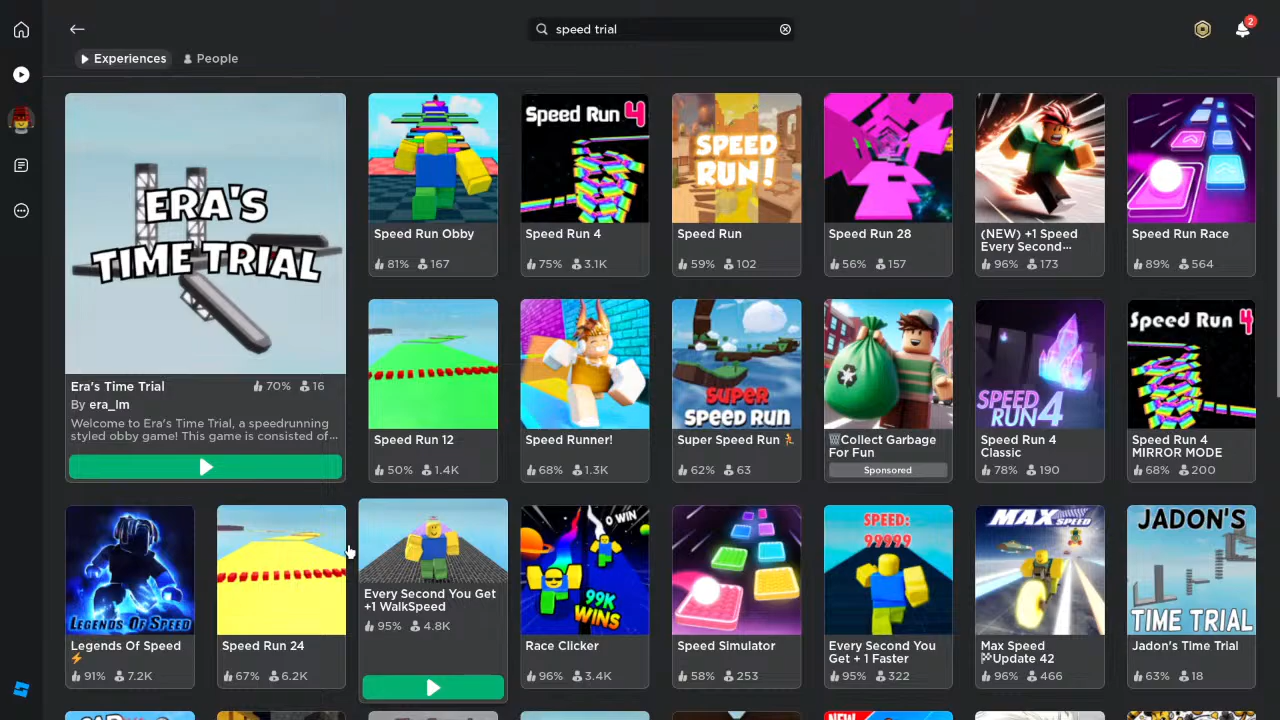 speed trial
2
Experiences
People
ERA'S
TIME TRIAL
Era's Time Trial
70% 16
By era_lm
Welcome to Era's Time Trial, a speedrunning
styled obby game! This game is consisted of...
Speed Run Obby
81% 167
Speed Run 4
Speed Run 4
75% 3.1K
SPEED
RUN!
Speed Run
59% 102
Speed Run 28
56% 157
(NEW) +1 Speed
Every Second...
96% 173
Speed Run Race
89% 564
Speed Run 12
50% 1.4K
Speed Runner!
68% 1.3K
SUPER
SPEED RUN
Super Speed Run 🏃
62% 63
🗑Collect Garbage
For Fun
Sponsored
SPEED
RUN 4
Speed Run 4
Classic
78% 190
Speed Run 4
Speed Run 4
MIRROR MODE
68% 200
LEGENDS OF SPEED
Legends Of Speed
⚡
91% 7.2K
Speed Run 24
67% 6.2K
Every Second You Get
+1 WalkSpeed
95% 4.8K
0 WIN
99K
WINS
Race Clicker
96% 3.4K
Speed Simulator
58% 253
SPEED:
99999
Every Second You
Get + 1 Faster
95% 322
MAX SPEED
Max Speed
🏁Update 42
96% 466
JADON'S
TIME TRIAL
Jadon's TIme Trial
63% 18